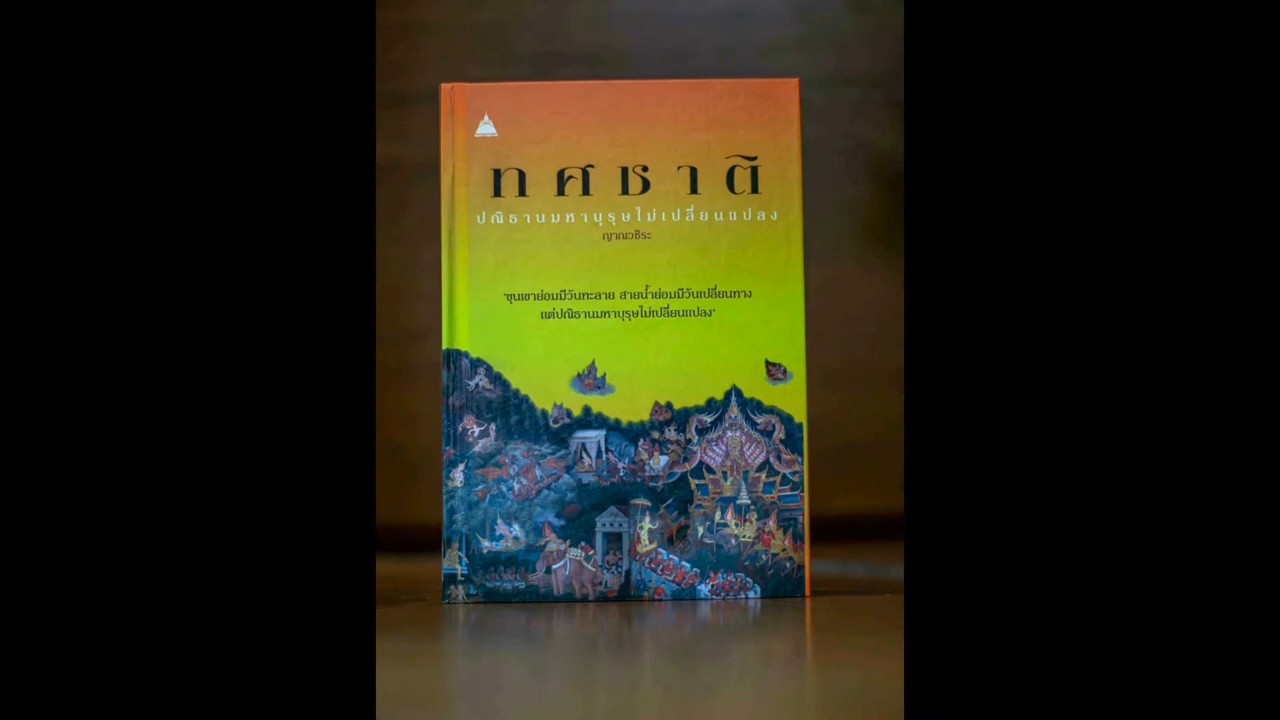 ทศชาติ
ปณิธานมหาบุรุษไม่เปลี่ยนแปลง
ญาณวชิระ
'ขุนเขาย่อมมีวันทะลาย สายน้ำย่อมมีวันเปลี่ยนทาง
แต่ปณิธานมหาบุรุษไม่เปลี่ยนแปลง'